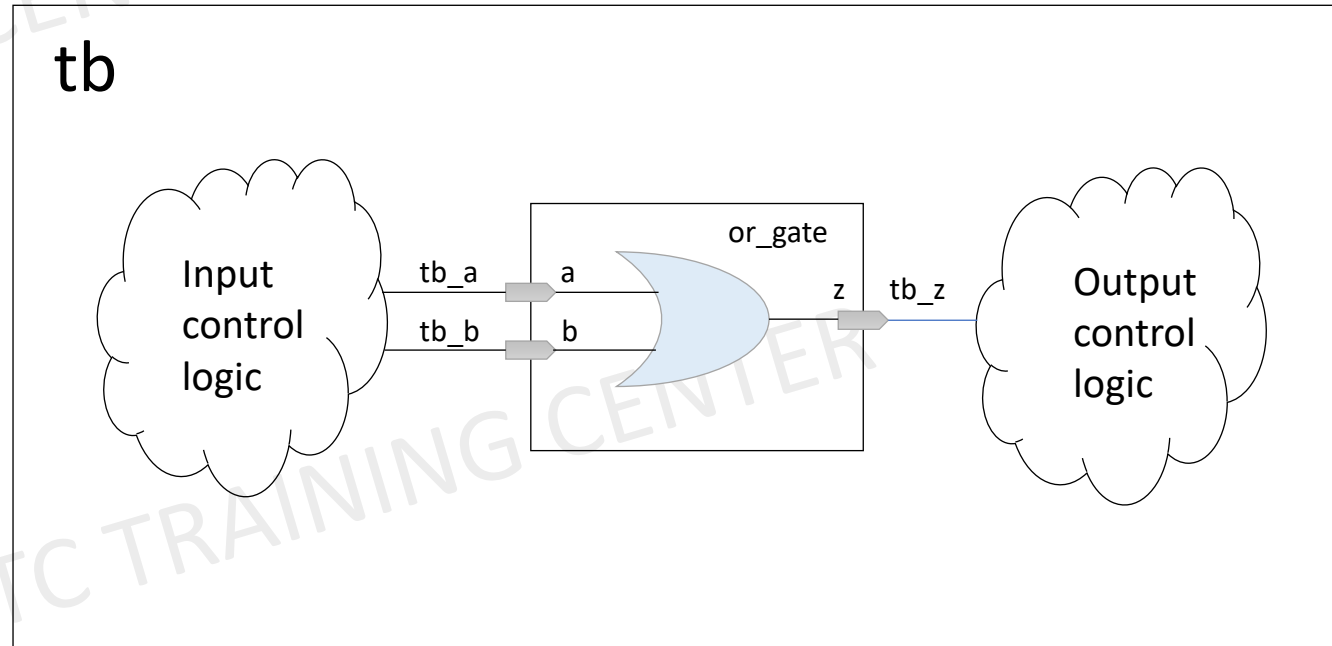 tb
or_gate
Input
control
logic
tb_a
a
tb_b
b
z
tb_z
Output
control
logic
TC TRAINING CENTER